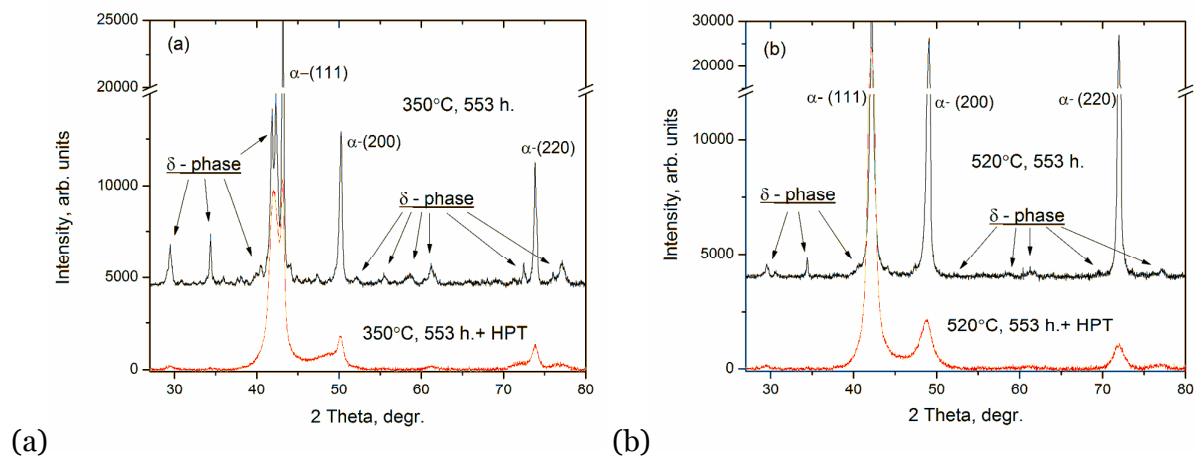 25000
20000
15000
10000
5000
0
30
40
50
60
70
80
Intensity, arb. units
2 Theta, degr.
(a)
α–(111)
350°C, 553 h.
α-(200)
α-(220)
δ - phase
δ - phase
350°C, 553 h.+ HPT
(a)
30000
25000
10000
5000
0
30
40
50
60
70
80
Intensity, arb. units
2 Theta, degr.
(b)
α- (111)
α- (200)
α- (220)
520°C, 553 h.
δ - phase
δ - phase
520°C, 553 h.+ HPT
(b)